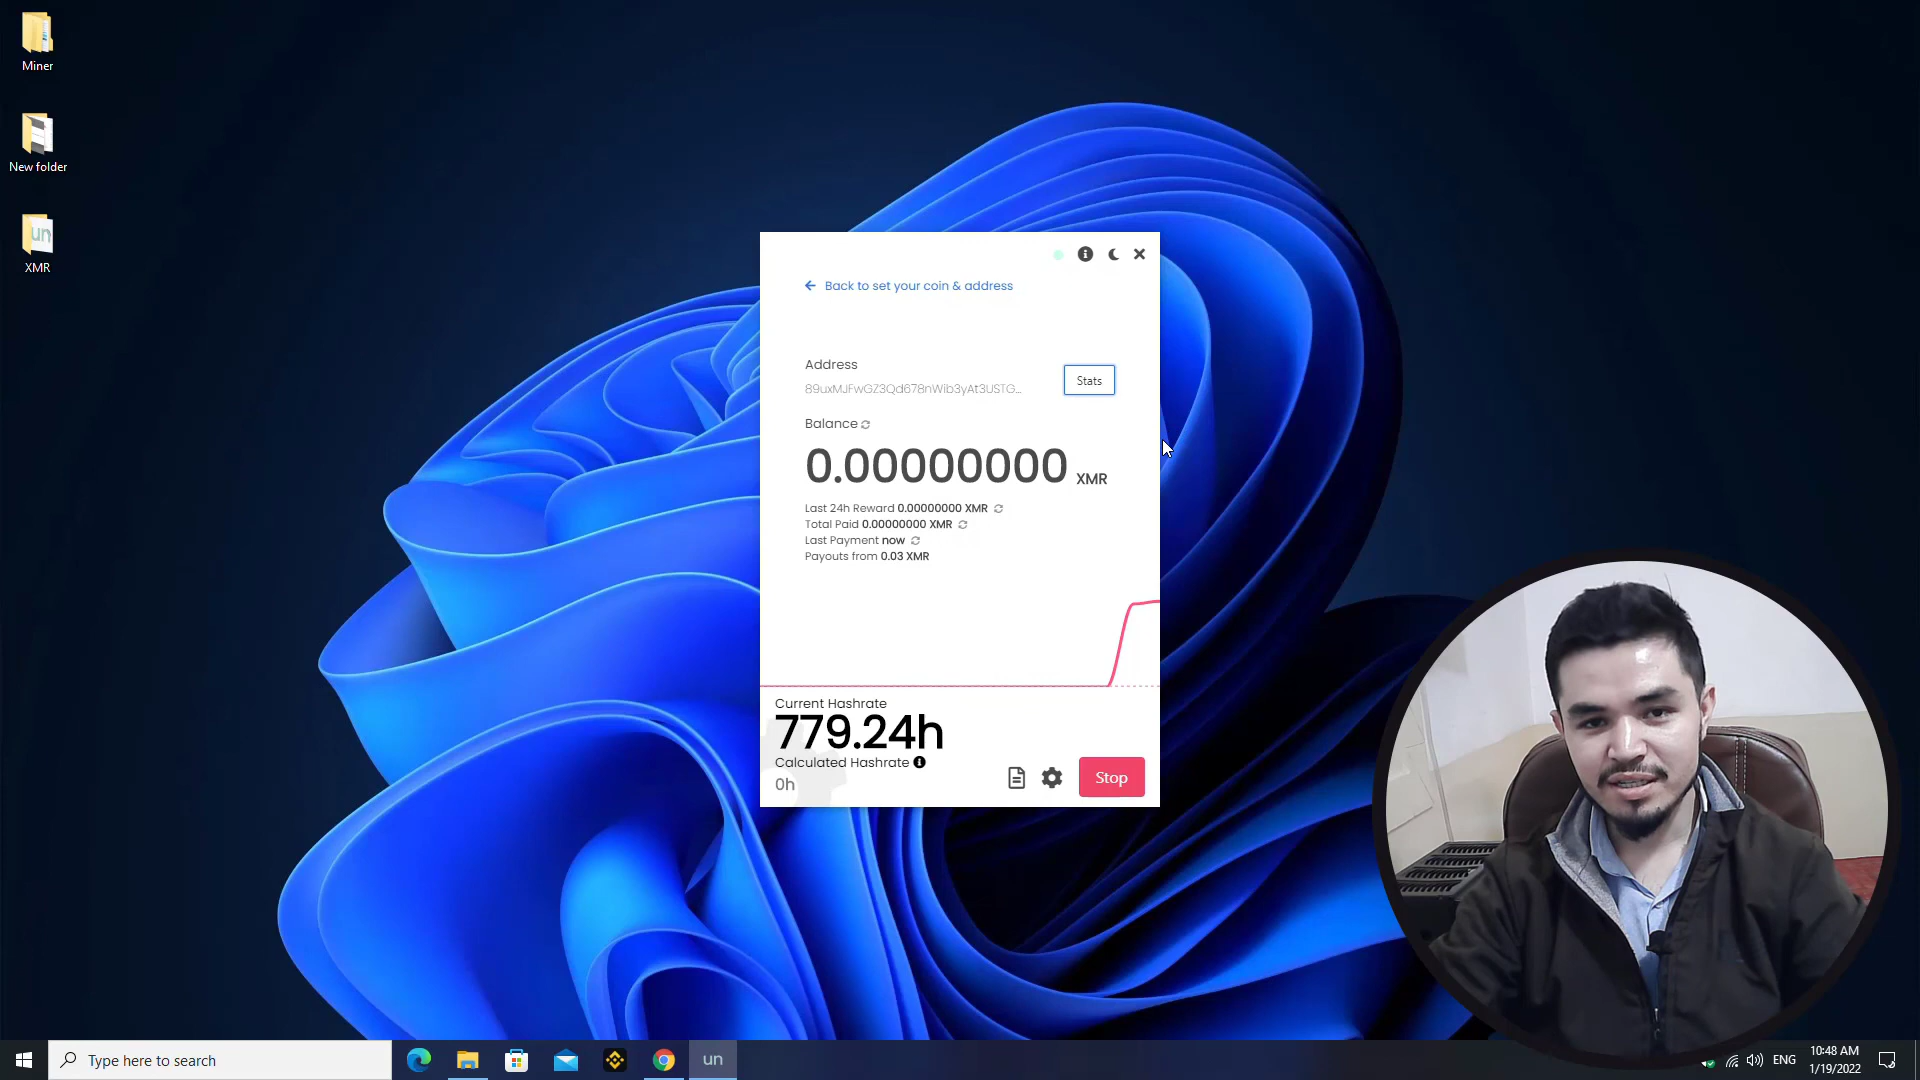 Miner
New folder
un
XMR
Back to set your coin & address
Address
89uxMJFwGZ3Qd678nWib3yAt3USTG...
Stats
Balance
0.00000000 XMR
Last 24h Reward 0.00000000 XMR
Total Paid 0.00000000 XMR
Last Payment now
Payouts from 0.03 XMR
Current Hashrate
779.24h
Calculated Hashrate
0h
Stop
Type here to search
un
ENG
10:48 AM
1/19/2022